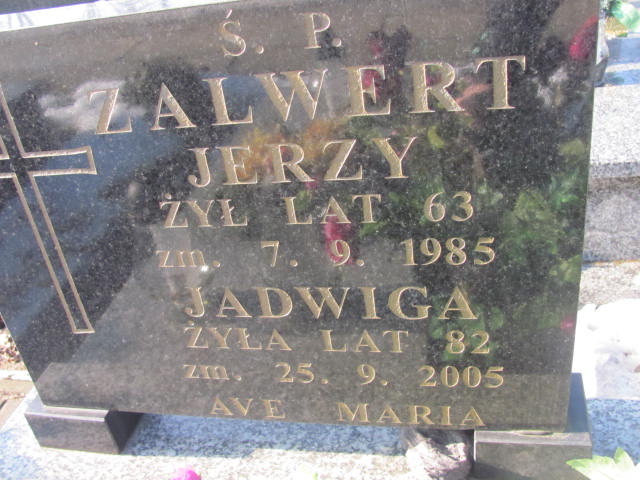 Ś. P.
ZALWERT
JERZY
ŻYŁ LAT 63
zm. 7. 9. 1985
JADWIGA
ŻYŁA LAT 82
zm. 25. 9. 2005
AVE MARIA